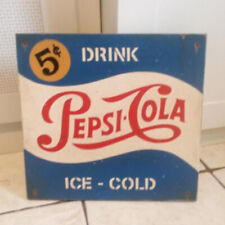 5¢
DRINK
PEPSI-COLA
ICE - COLD